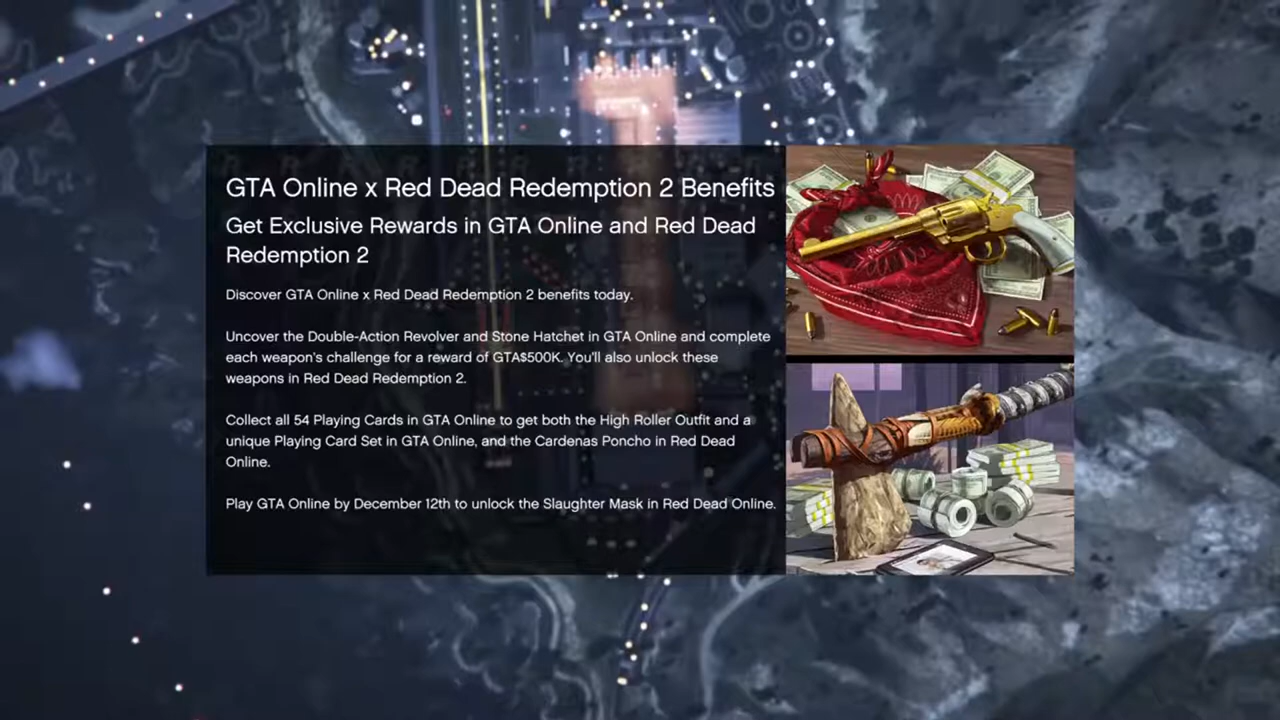 GTA Online x Red Dead Redemption 2 Benefits
Get Exclusive Rewards in GTA Online and Red Dead
Redemption 2
Discover GTA Online x Red Dead Redemption 2 benefits today.
Uncover the Double-Action Revolver and Stone Hatchet in GTA Online and complete
each weapon's challenge for a reward of GTA$500K. You'll also unlock these
weapons in Red Dead Redemption 2.
Collect all 54 Playing Cards in GTA Online to get both the High Roller Outfit and a
unique Playing Card Set in GTA Online, and the Cardenas Poncho in Red Dead
Online.
Play GTA Online by December 12th to unlock the Slaughter Mask in Red Dead Online.